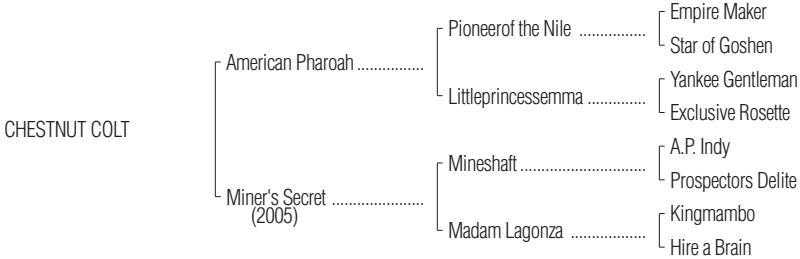 Empire Maker
Pioneerof the Nile ................
Star of Goshen
American Pharoah ................
Yankee Gentleman
Littleprincessemma ..............
Exclusive Rosette
CHESTNUT COLT
A.P. Indy
Mineshaft ..............................
Prospectors Delite
Miner's Secret ......................
(2005)
Kingmambo
Madam Lagonza ..................
Hire a Brain